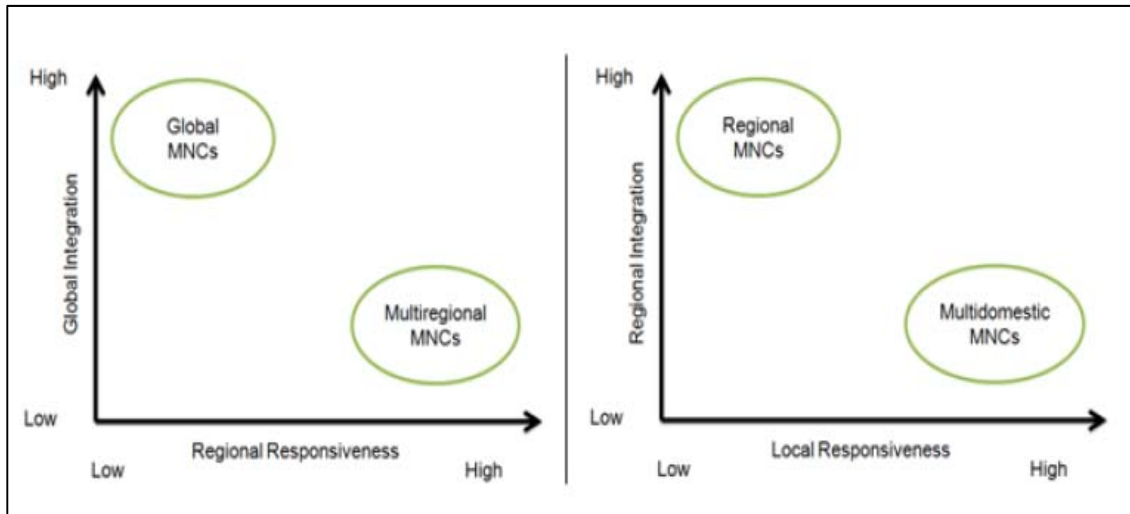 High
Global
MNCs
Global Integration
Multiregional
MNCs
Low
Regional Responsiveness
Low
High
High
Regional
MNCs
Regional Integration
Multidomestic
MNCs
Low
Local Responsiveness
Low
High